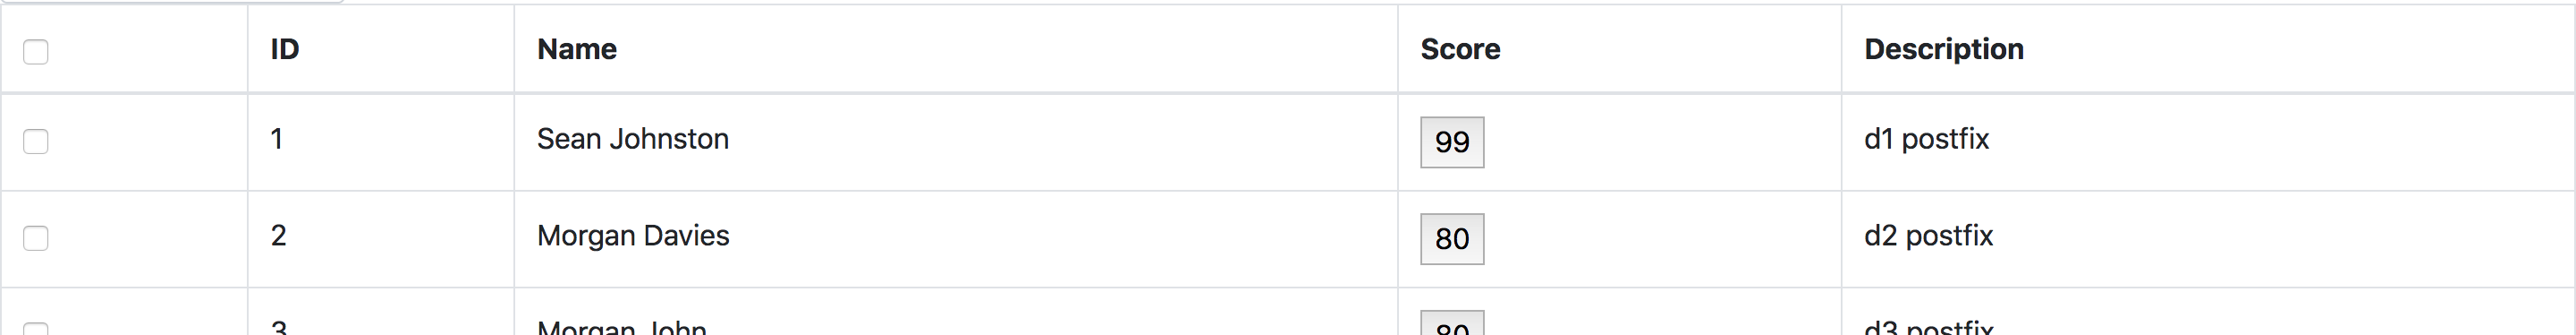 ID Name Score Description
1 Sean Johnston 99 d1 postfix
2 Morgan Davies 80 d2 postfix
3 Morgan John 80 d3 postfix